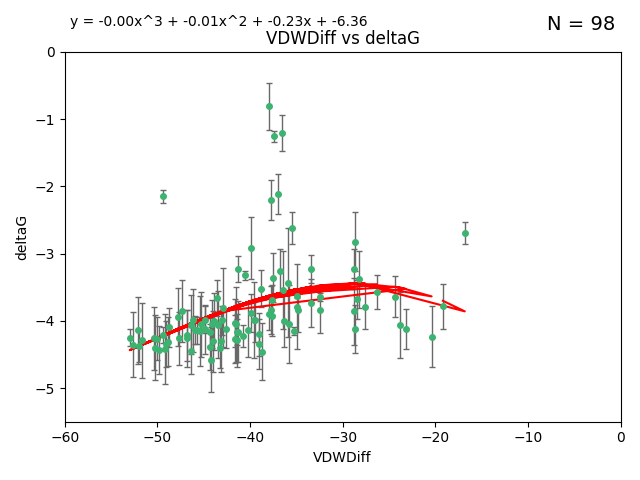 y = -0.00x^3 + -0.01x^2 + -0.23x + -6.36
N = 98
VDWDiff vs deltaG
0
−1
−2
−3
−4
−5
deltaG
−60 −50 −40 −30 −20 −10 0
VDWDiff